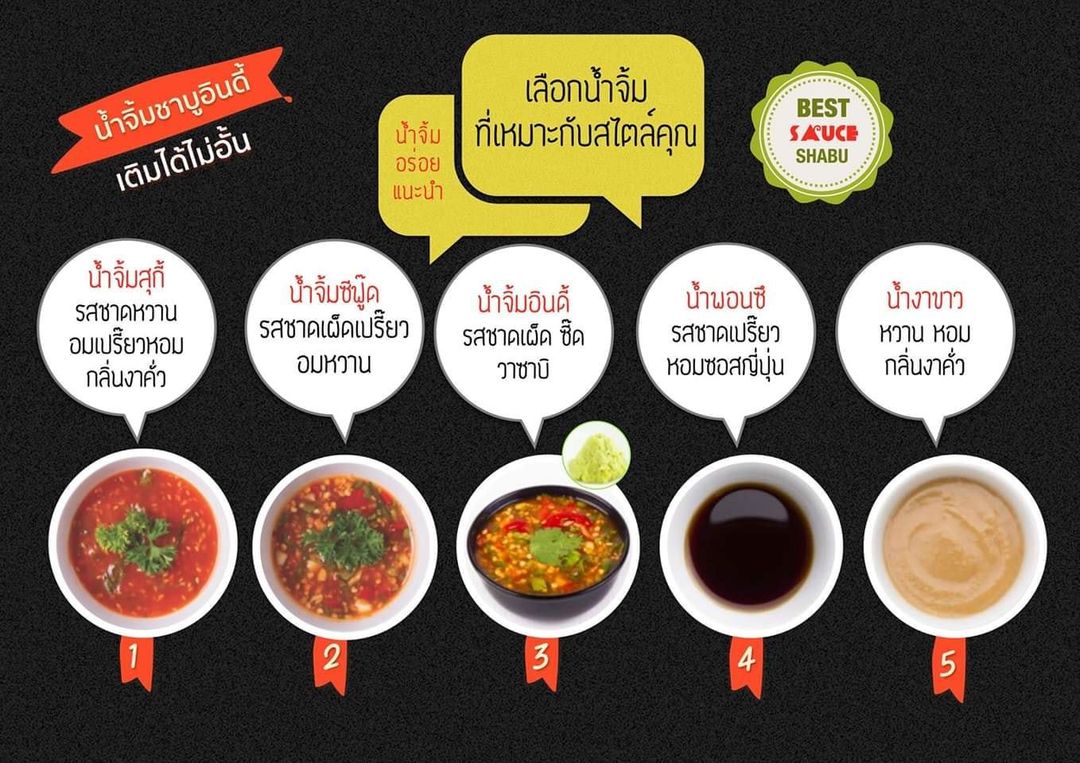 น้ำจิ้มชาบูอินดี้
เติมได้ไม่อั้น
น้ำจิ้ม
อร่อย
แนะนำ
เลือกน้ำจิ้ม
ที่เหมาะกับสไตล์คุณ
BEST
SAUCE
SHABU
น้ำจิ้มสุกี้
รสชาดหวาน
อมเปรี้ยวหอม
กลิ่นงาคั่ว
น้ำจิ้มซีฟู๊ด
รสชาดเผ็ดเปรี๊ยว
อมหวาน
น้ำจิ้มอินดี้
รสชาดเผ็ด ซี๊ด
วาซาบิ
น้ำพอนซึ
รสชาดเปรี๊ยว
หอมซอสญี่ปุ่น
น้ำงาขาว
หวาน หอม
กลิ่นงาคั่ว
1
2
3
4
5